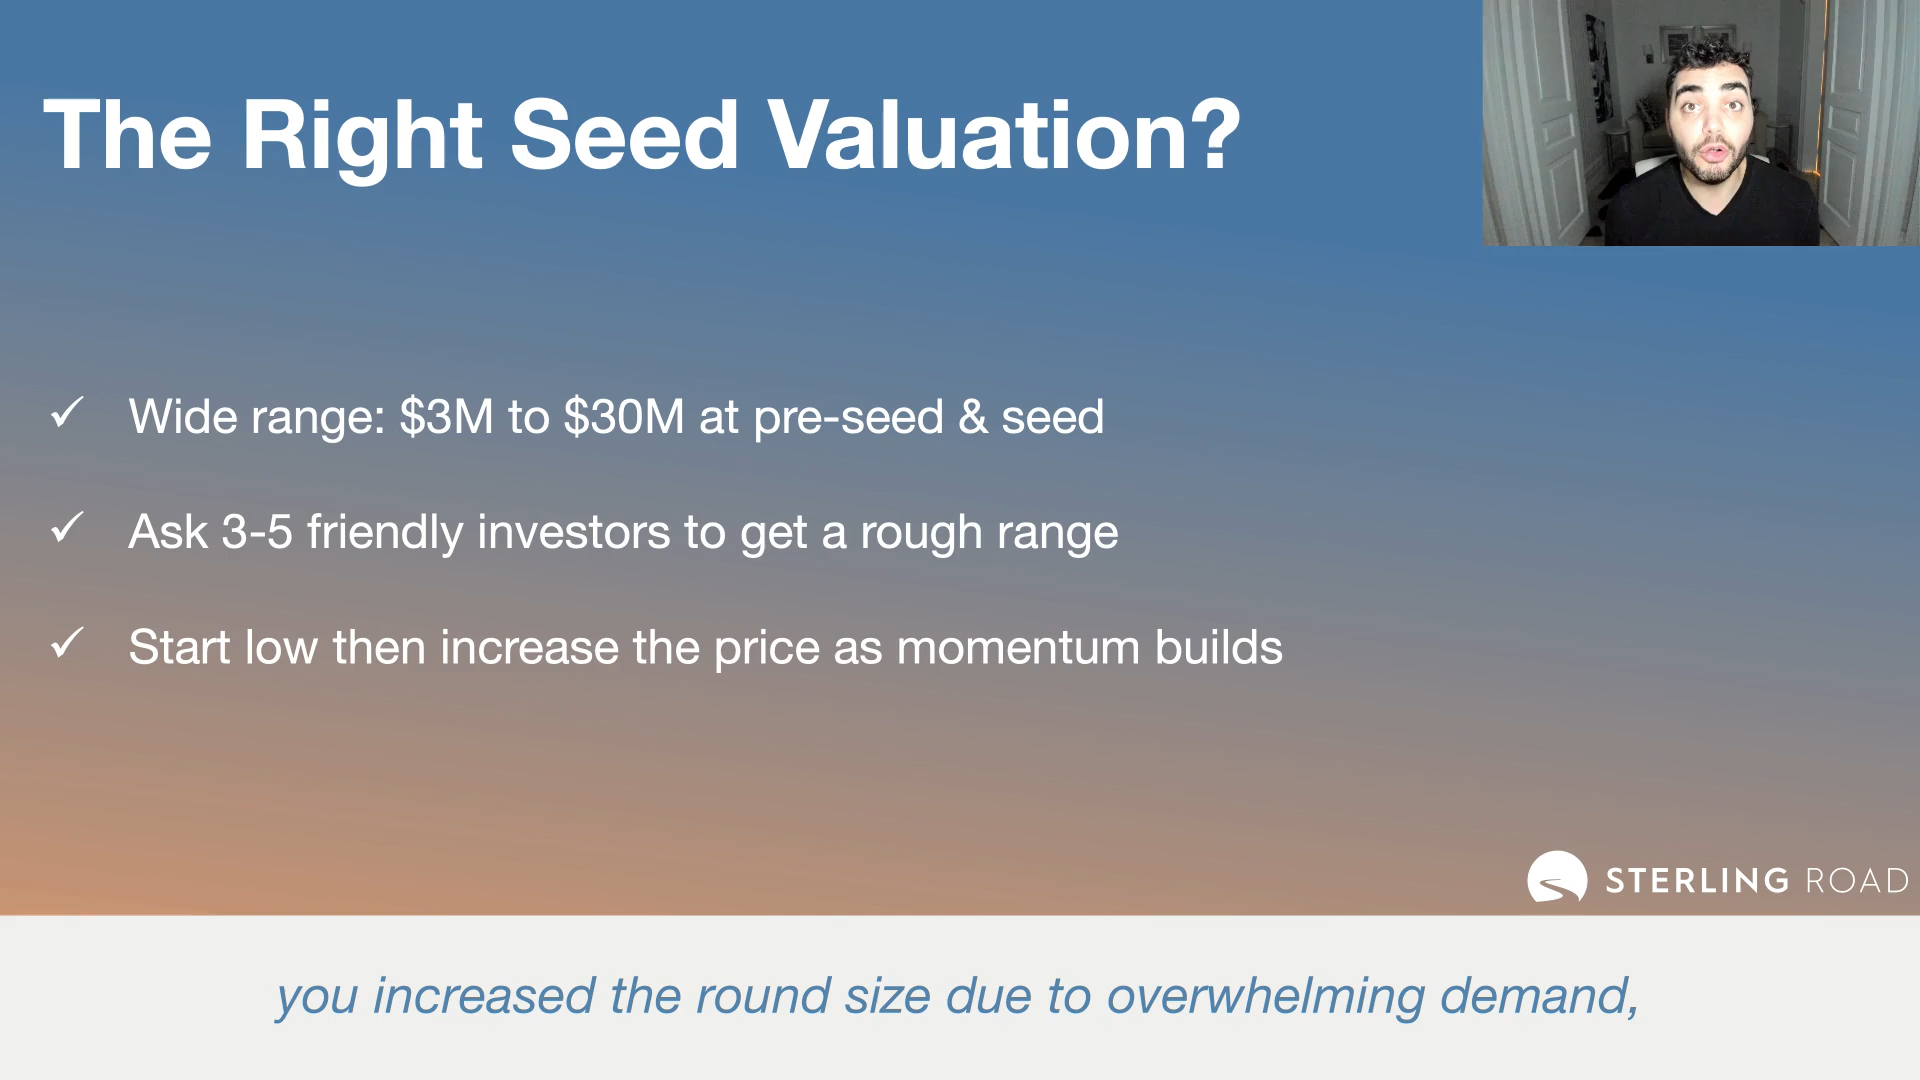 The Right Seed Valuation?
✓ Wide range: $3M to $30M at pre-seed & seed
✓ Ask 3-5 friendly investors to get a rough range
✓ Start low then increase the price as momentum builds
STERLING ROAD
you increased the round size due to overwhelming demand,